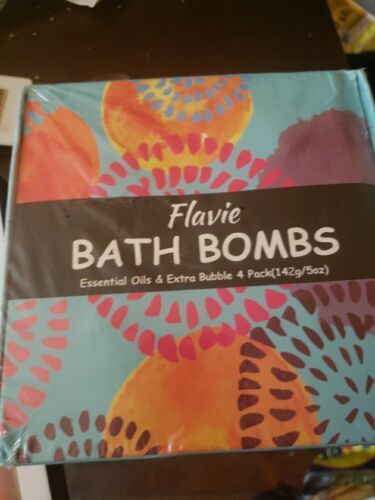 Flavie
BATH BOMBS
Essential Oils & Extra Bubble 4 Pack(142g/5oz)